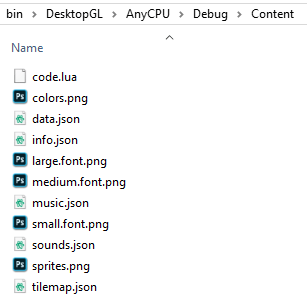 bin > DesktopGL > AnyCPU > Debug > Content
Name
code.lua
colors.png
data.json
info.json
large.font.png
medium.font.png
music.json
small.font.png
sounds.json
sprites.png
tilemap.json